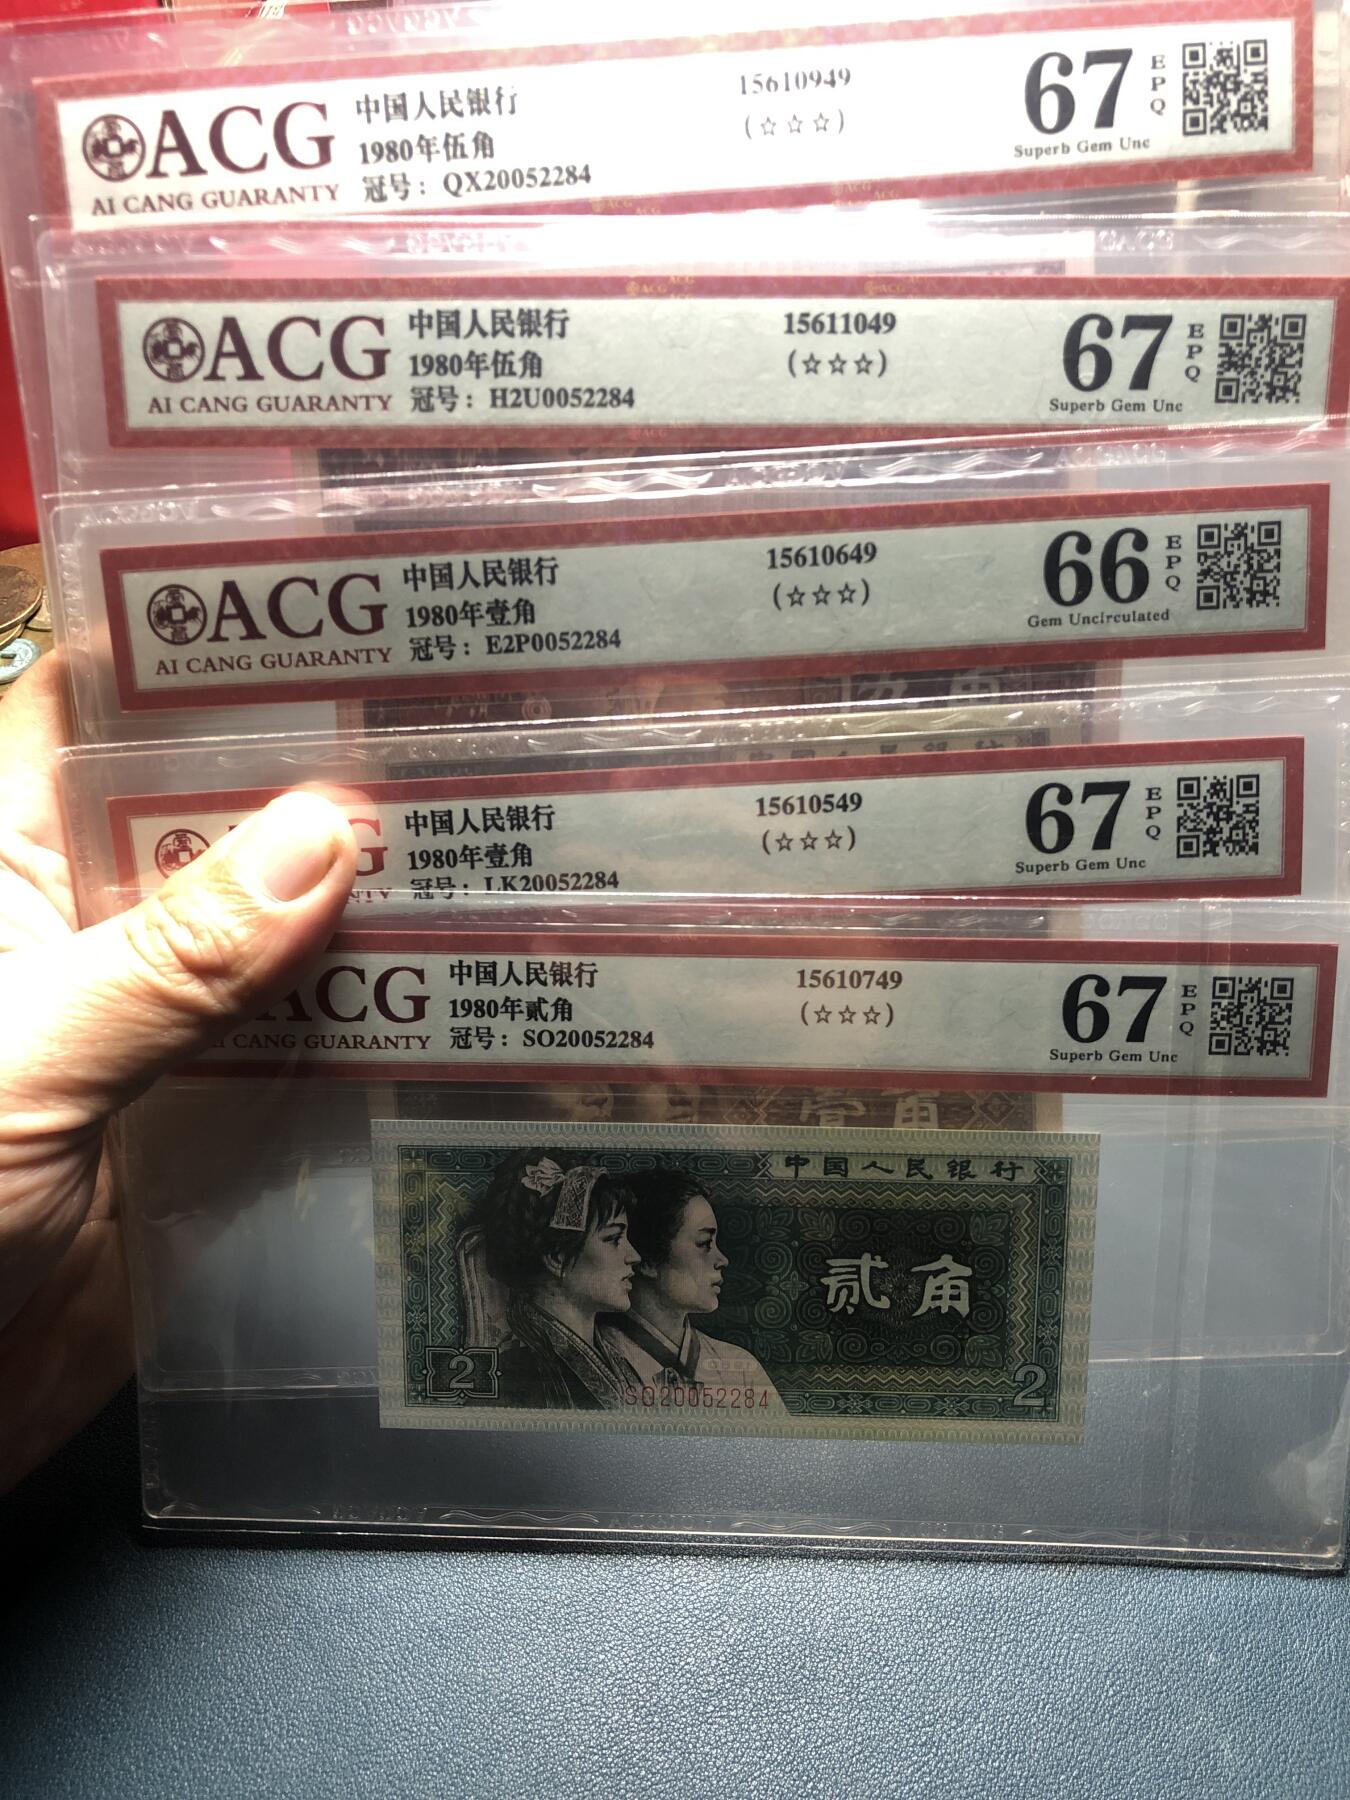 ACG
AI CANG GUARANTY
中国人民银行
1980年伍角
冠号：QX20052284
15610949
(☆☆☆)
67
EPQ
Superb Gem Unc
ACG
AI CANG GUARANTY
中国人民银行
1980年伍角
冠号：H2U0052284
15611049
(☆☆☆)
67
EPQ
Superb Gem Unc
ACG
AI CANG GUARANTY
中国人民银行
1980年壹角
冠号：E2P0052284
15610649
(☆☆☆)
66
EPQ
Gem Uncirculated
G
NTY
中国人民银行
1980年壹角
冠号：LK20052284
15610549
(☆☆☆)
67
EPQ
Superb Gem Unc
ACG
CANG GUARANTY
中国人民银行
1980年贰角
冠号：SO20052284
15610749
(☆☆☆)
67
EPQ
Superb Gem Unc
壹角
中国人民银行
贰角
2
SO20052284
2